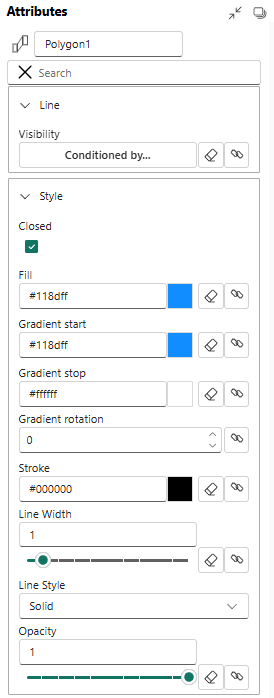 Attributes
Polygon1
Search
Line
Visibility
Conditioned by...
Style
Closed
Fill
#118dff
Gradient start
#118dff
Gradient stop
#ffffff
Gradient rotation
0
Stroke
#000000
Line Width
1
Line Style
Solid
Opacity
1